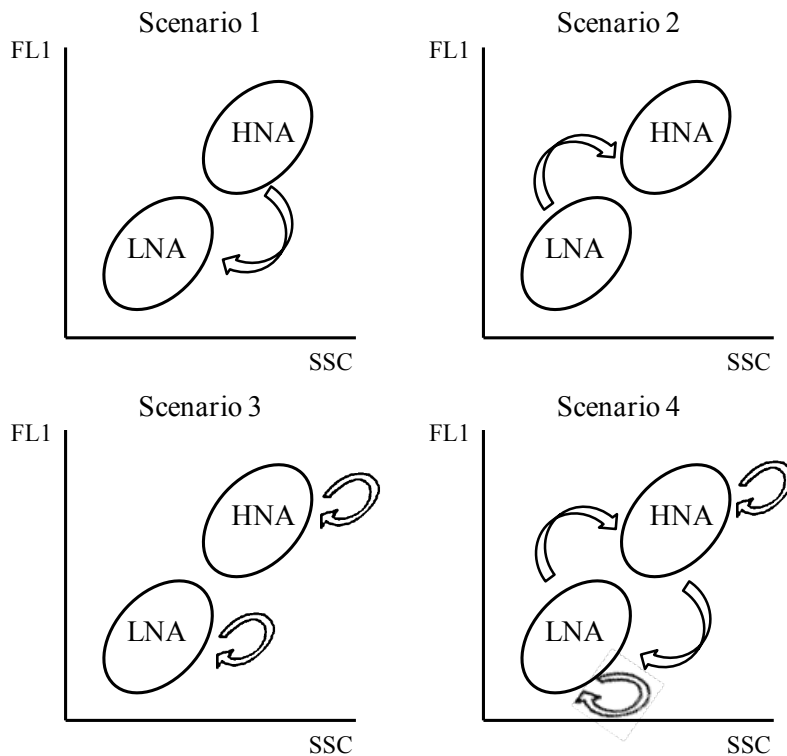 Scenario 1
FL1
HNA
LNA
SSC
Scenario 2
FL1
HNA
LNA
SSC
Scenario 3
FL1
HNA
LNA
SSC
Scenario 4
FL1
HNA
LNA
SSC